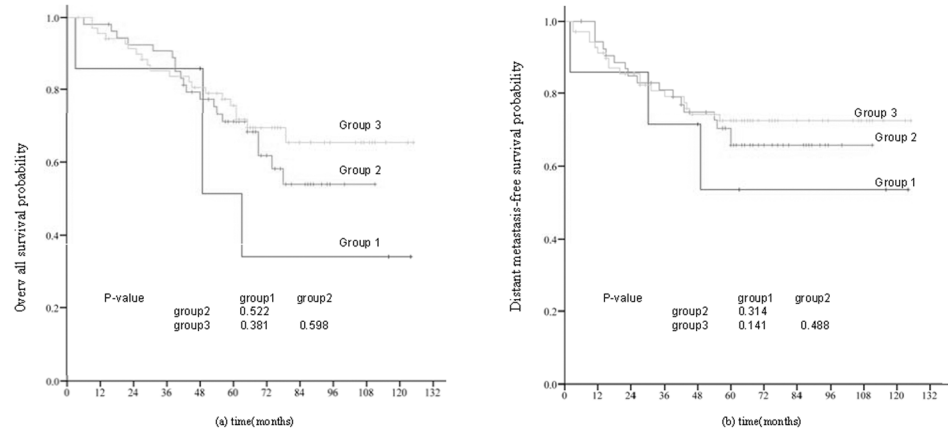 1.0
0.8
0.6
0.4
0.2
0.0
Overv all survival probability
Group 3
Group 2
Group 1
P-value group1 group2
group2 0.522
group3 0.381 0.598
0 12 24 36 48 60 72 84 96 108 120 132
(a) time(months)
1.0
0.8
0.6
0.4
0.2
0.0
Distant metastasis-free survival probability
Group 3
Group 2
Group 1
P-value group1 group2
group2 0.314
group3 0.141 0.488
0 12 24 36 48 60 72 84 96 108 120 132
(b) time(months)